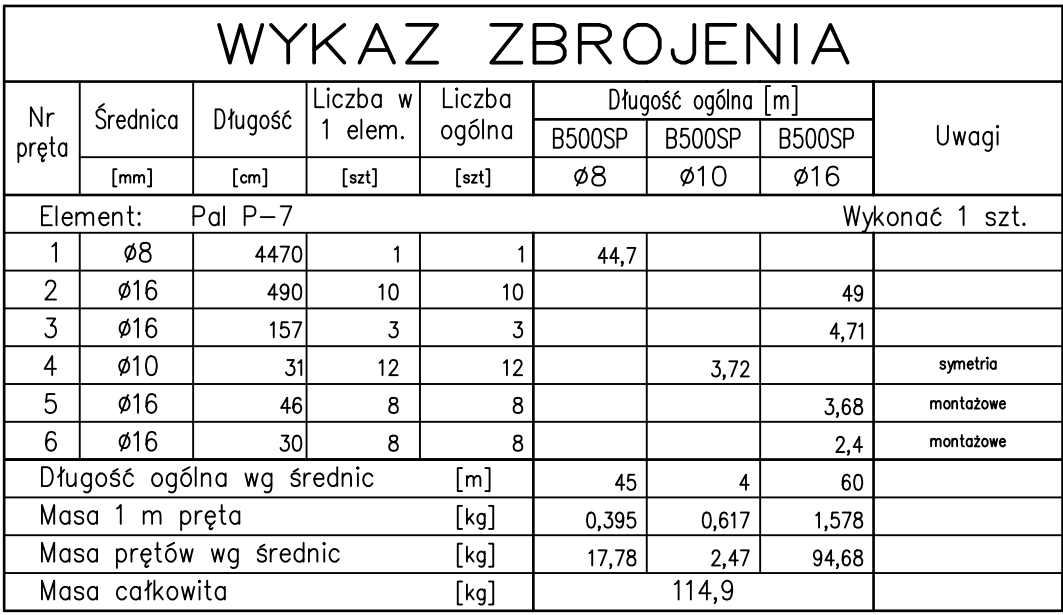 WYKAZ ZBROJENIA
Nr pręta Średnica Długość Liczba w 1 elem. Liczba ogólna Długość ogólna [m] Uwagi
B500SP B500SP B500SP
[mm] [cm] [szt] [szt] ø8 ø10 ø16
Element: Pal P-7 Wykonać 1 szt.
1 ø8 4470 1 1 44,7
2 ø16 490 10 10 49
3 ø16 157 3 3 4,71
4 ø10 31 12 12 3,72 symetria
5 ø16 46 8 8 3,68 montażowe
6 ø16 30 8 8 2,4 montażowe
Długość ogólna wg średnic [m] 45 4 60
Masa 1 m pręta [kg] 0,395 0,617 1,578
Masa prętów wg średnic [kg] 17,78 2,47 94,68
Masa całkowita [kg] 114,9